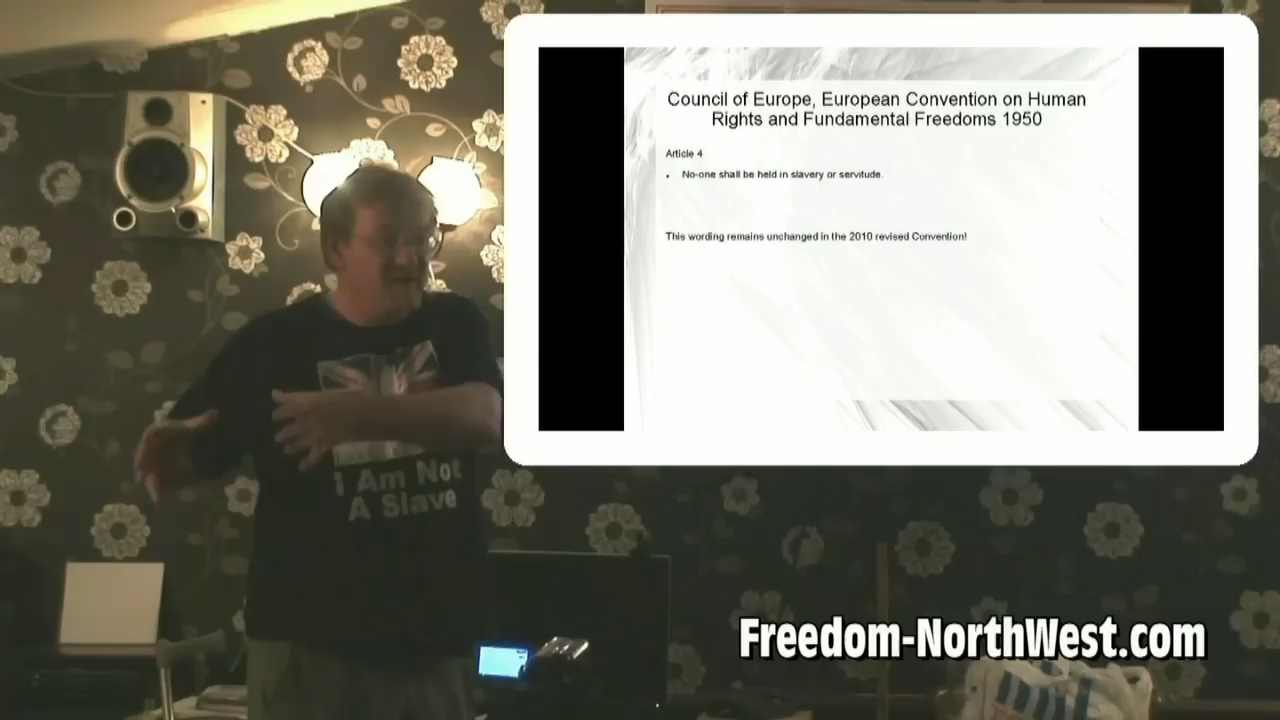 Council of Europe, European Convention on Human
Rights and Fundamental Freedoms 1950
Article 4
• No-one shall be held in slavery or servitude.
This wording remains unchanged in the 2010 revised Convention!
I Am Not
A Slave
Freedom-NorthWest.com